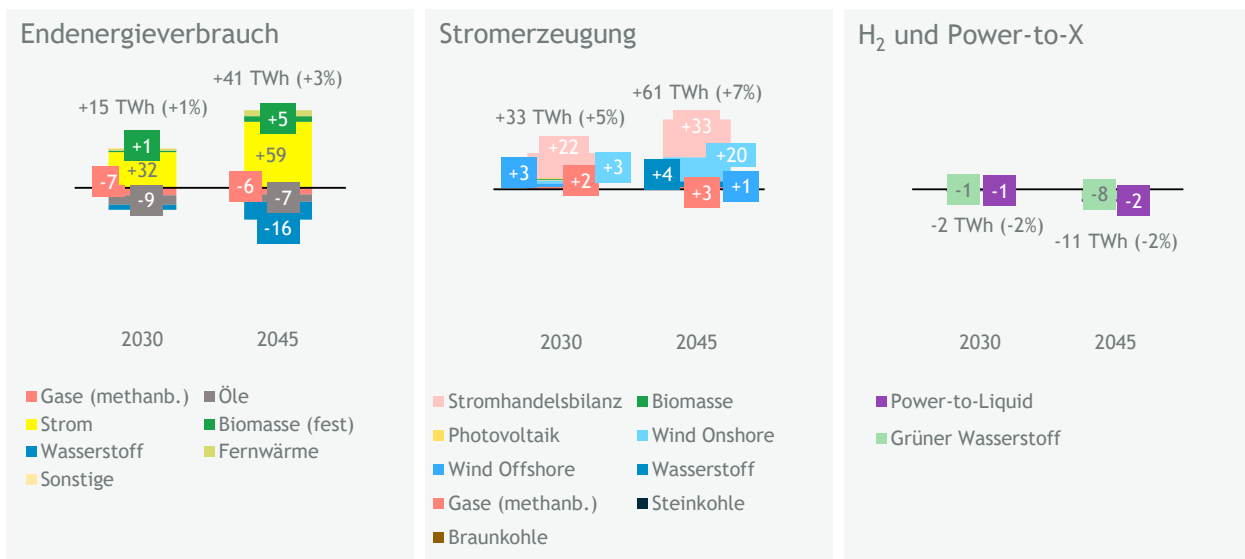 Endenergieverbrauch
+41 TWh (+3%)
+15 TWh (+1%)
+5
+1
+59
+32
-7
-6
-9
-7
-16
2030
2045
Gase (methanb.)
Öle
Strom
Biomasse (fest)
Wasserstoff
Fernwärme
Sonstige
Stromerzeugung
+61 TWh (+7%)
+33 TWh (+5%)
+33
+22
+20
+3
+3
+4
+2
+3
+1
2030
2045
Stromhandelsbilanz
Biomasse
Photovoltaik
Wind Onshore
Wind Offshore
Wasserstoff
Gase (methanb.)
Steinkohle
Braunkohle
H₂ und Power-to-X
-1
-1
-8
-2
-2 TWh (-2%)
-11 TWh (-2%)
2030
2045
Power-to-Liquid
Grüner Wasserstoff